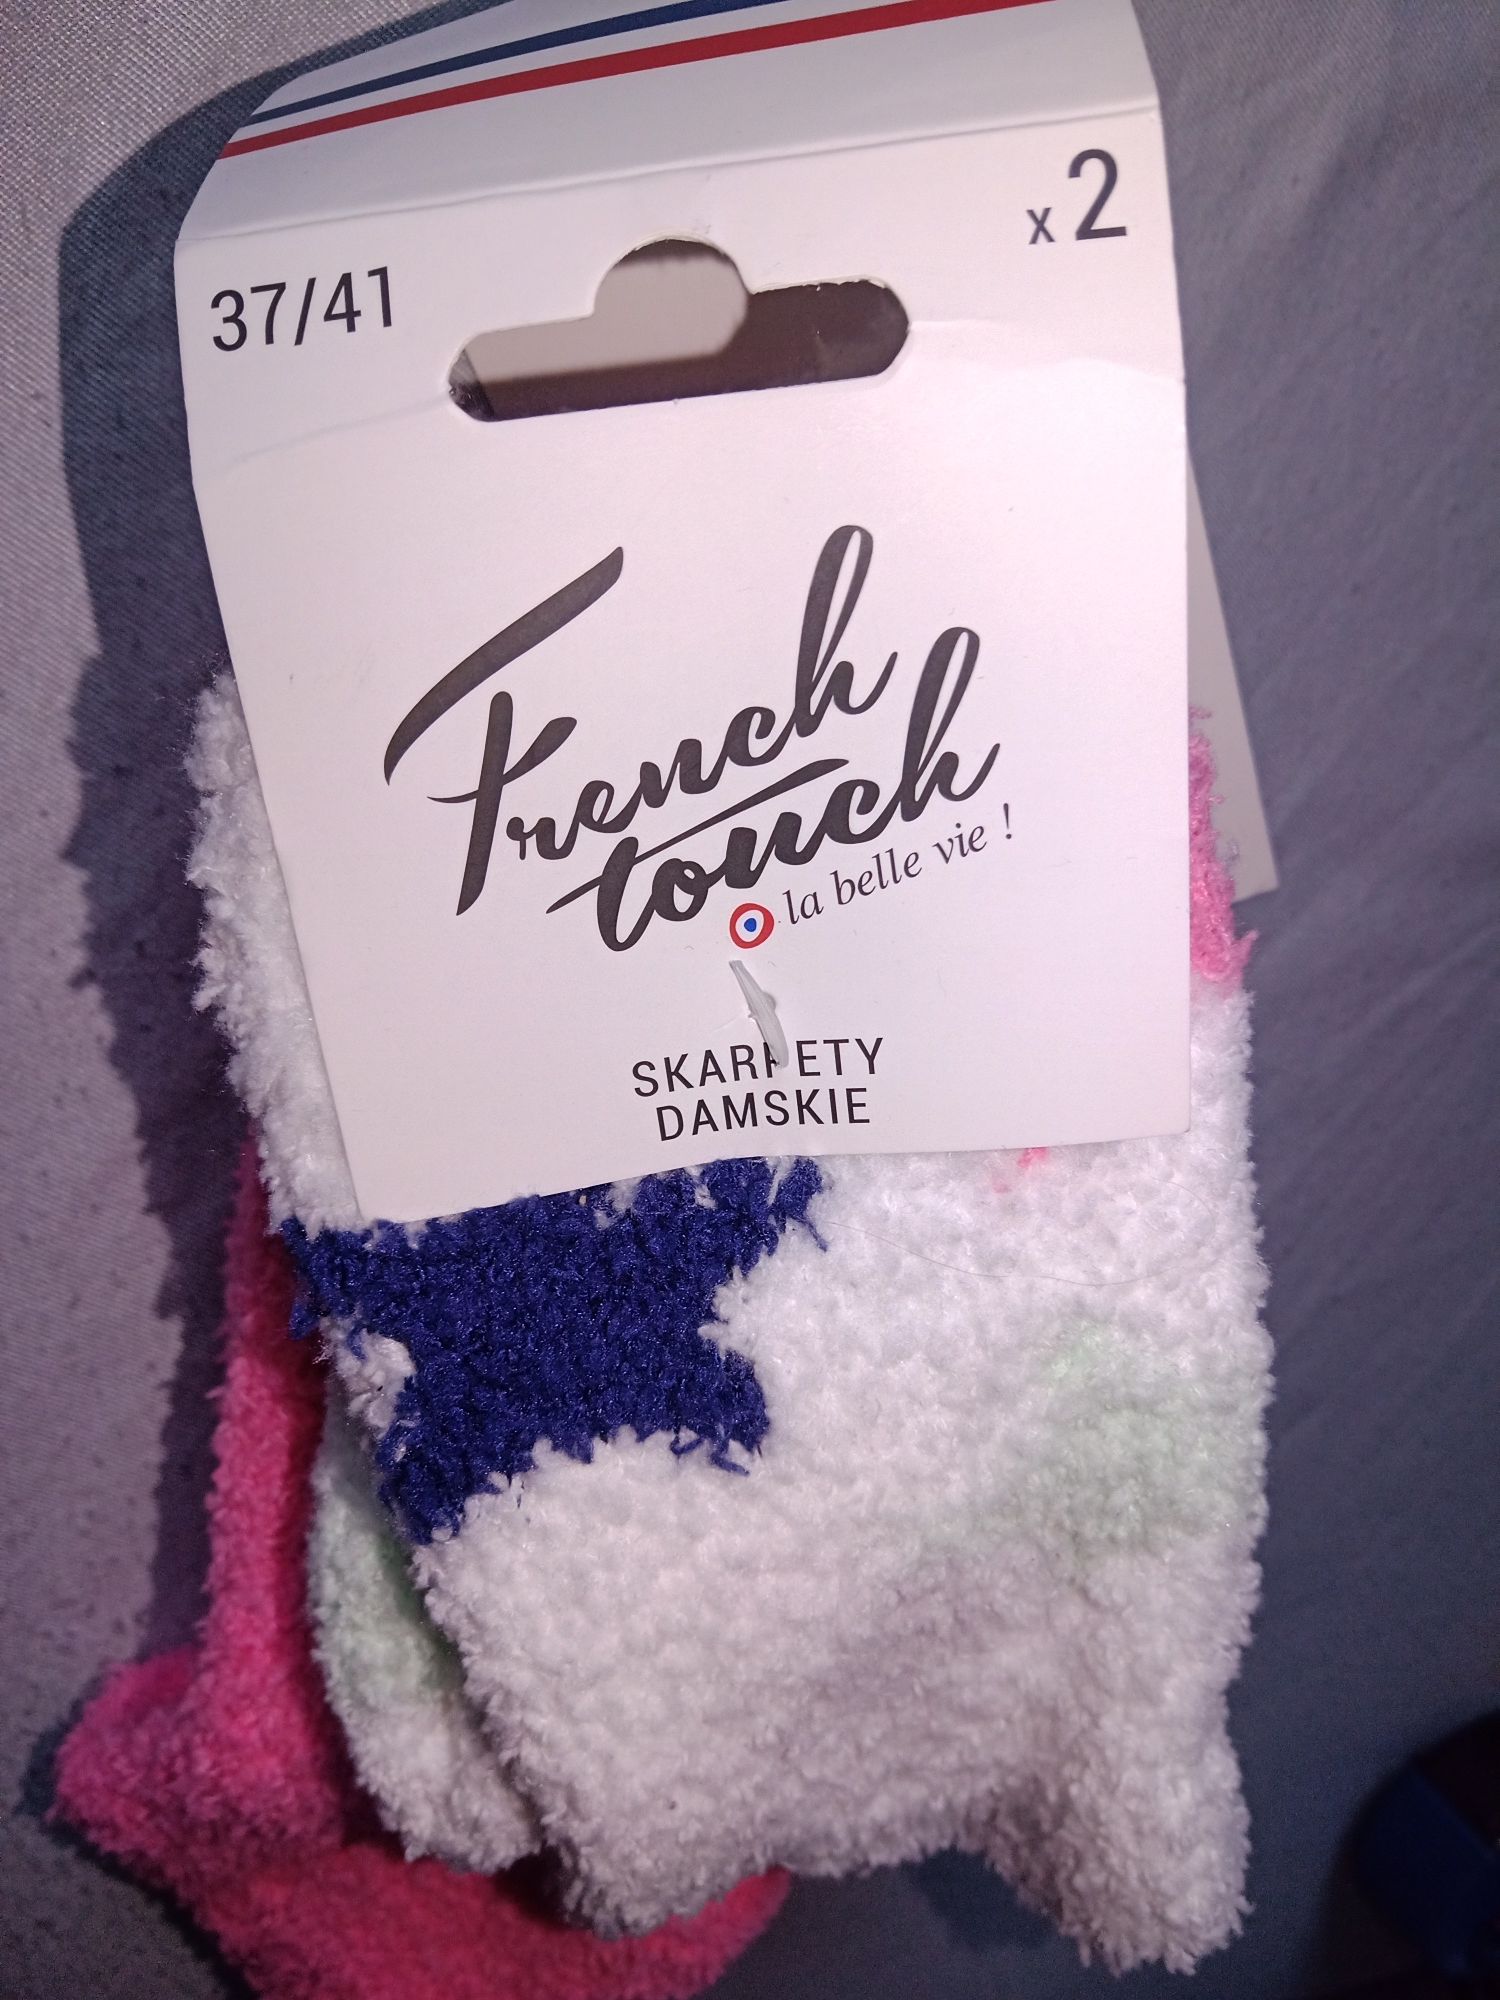 37/41
x 2
French
touch
la belle vie !
SKARPETY
DAMSKIE